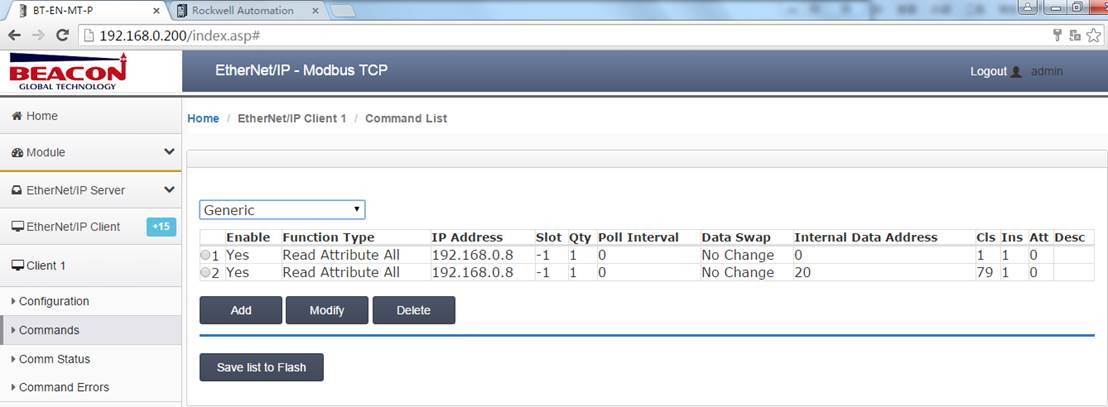 BT-EN-MT-P × Rockwell Automation ×
192.168.0.200/index.asp#
BEACON
GLOBAL TECHNOLOGY
EtherNet/IP - Modbus TCP
Logout admin
Home
Module
EtherNet/IP Server
EtherNet/IP Client +15
Client 1
Configuration
Commands
Comm Status
Command Errors
Home / EtherNet/IP Client 1 / Command List
Generic
Enable Function Type IP Address Slot Qty Poll Interval Data Swap Internal Data Address Cls Ins Att Desc
1 Yes Read Attribute All 192.168.0.8 -1 1 0 No Change 0 1 1 0
2 Yes Read Attribute All 192.168.0.8 -1 1 0 No Change 20 79 1 0
Add Modify Delete
Save list to Flash